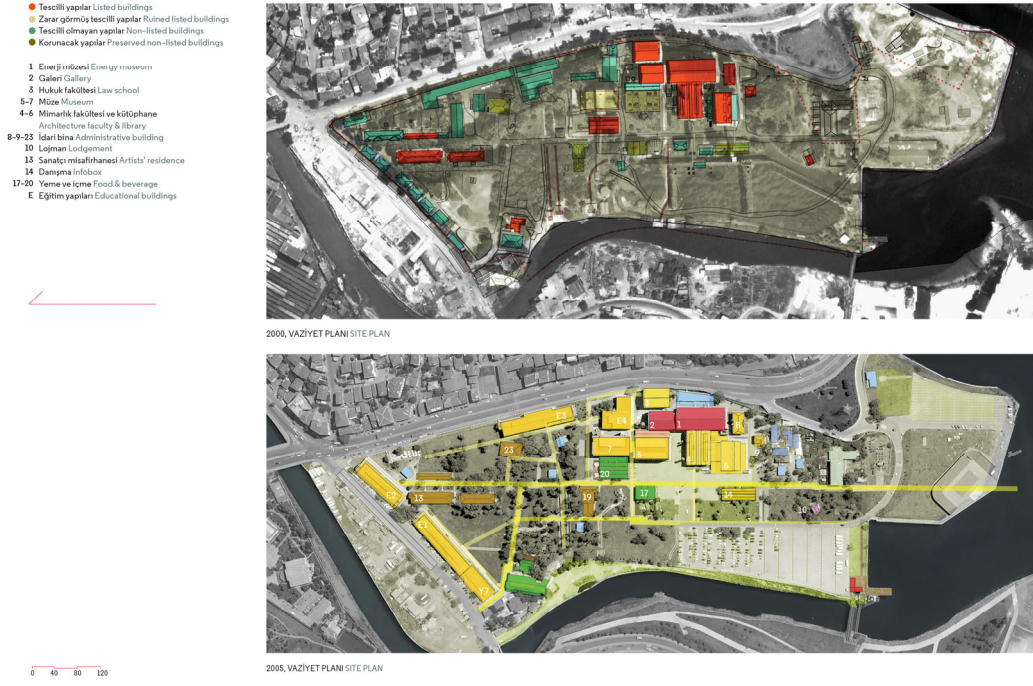 Tescilli yapılar Listed buildings
Zarar görmüş tescilli yapılar Ruined listed buildings
Tescilli olmayan yapılar Non-listed buildings
Korunacak yapılar Preserved non-listed buildings
1 Enerji müzesi Energy museum
2 Galeri Gallery
3 Hukuk fakültesi Law school
5-7 Müze Museum
4-6 Mimarlık fakültesi ve kütüphane
Architecture faculty & library
8-9-23 İdari bina Administrative building
10 Lojman Lodgement
13 Sanatçı misafirhanesi Artists' residence
14 Danışma Infobox
17-20 Yeme ve içme Food & beverage
E Eğitim yapıları Educational buildings
2000, VAZİYET PLANI SITE PLAN
3
E3
E4
2
1
8
23
7
5
20
E2
13
19
17
14
10
E1
Y7
0 40 80 120
2005, VAZİYET PLANI SITE PLAN